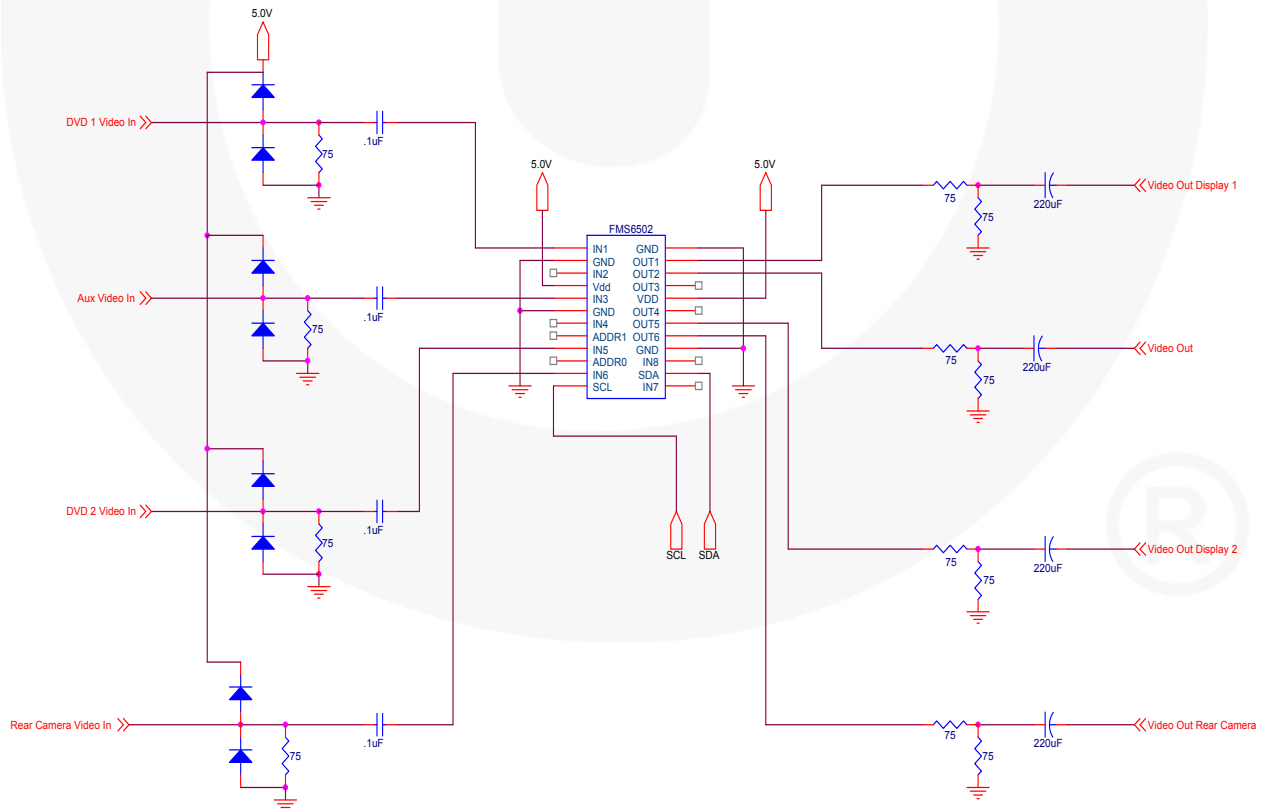 5.0V
DVD 1 Video In
75
.1uF
5.0V
5.0V
Video Out Display 1
75
75
220uF
FMS6502
IN1 GND
GND OUT1
IN2 OUT2
Vdd OUT3
IN3 VDD
GND OUT4
IN4 OUT5
ADDR1 OUT6
IN5 GND
ADDR0 IN8
IN6 SDA
SCL IN7
Aux Video In
75
.1uF
Video Out
75
75
220uF
DVD 2 Video In
75
.1uF
SCL SDA
Video Out Display 2
75
75
220uF
Rear Camera Video In
75
.1uF
Video Out Rear Camera
75
75
220uF
®